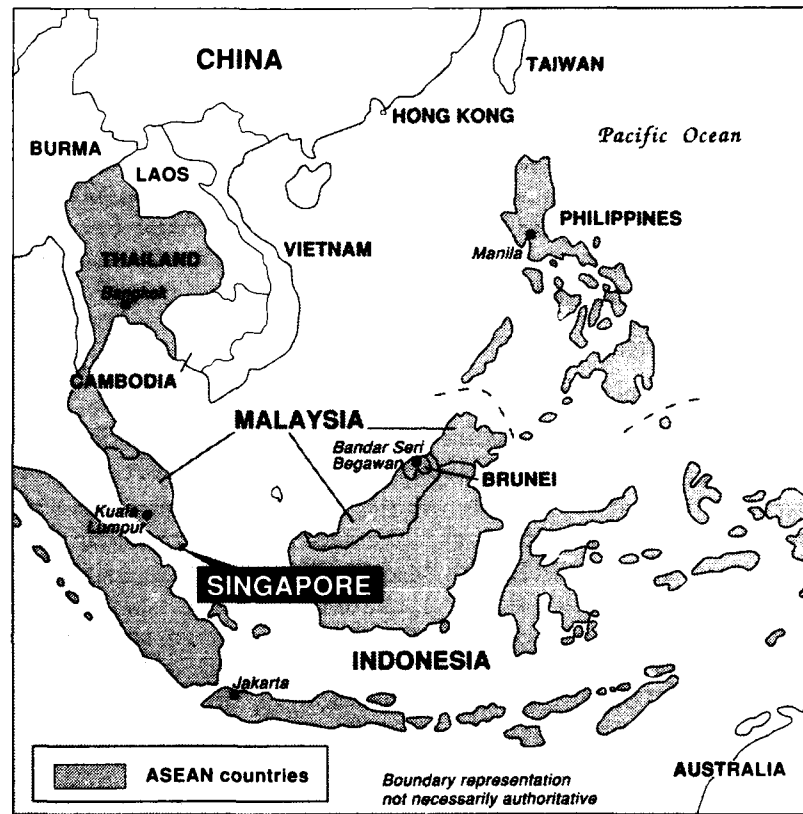 CHINA
TAIWAN
HONG KONG
Pacific Ocean
BURMA
LAOS
PHILIPPINES
Manila
VIETNAM
THAILAND
Bangkok
CAMBODIA
MALAYSIA
Bandar Seri
Begawan
BRUNEI
Kuala
Lumpur
SINGAPORE
INDONESIA
Jakarta
AUSTRALIA
ASEAN countries
Boundary representation
not necessarily authoritative